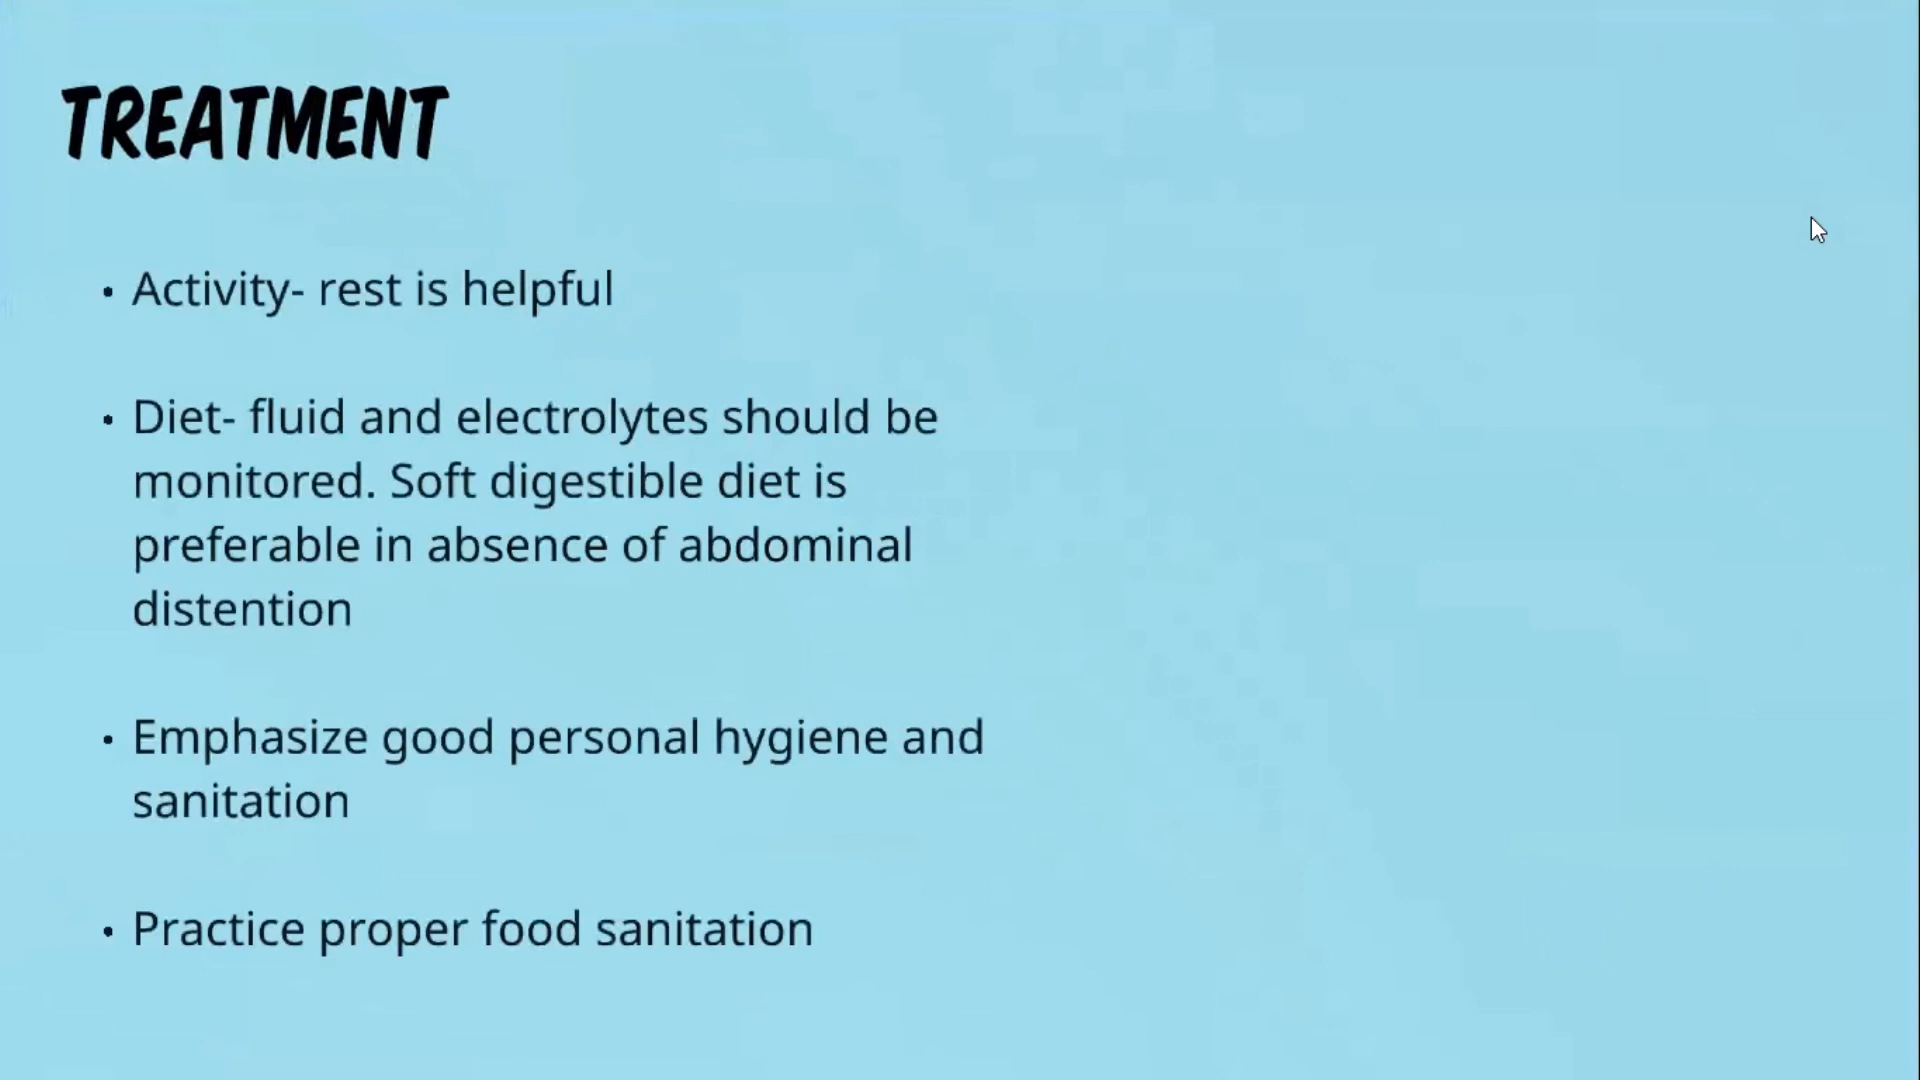 TREATMENT
• Activity- rest is helpful
• Diet- fluid and electrolytes should be
monitored. Soft digestible diet is
preferable in absence of abdominal
distention
• Emphasize good personal hygiene and
sanitation
• Practice proper food sanitation